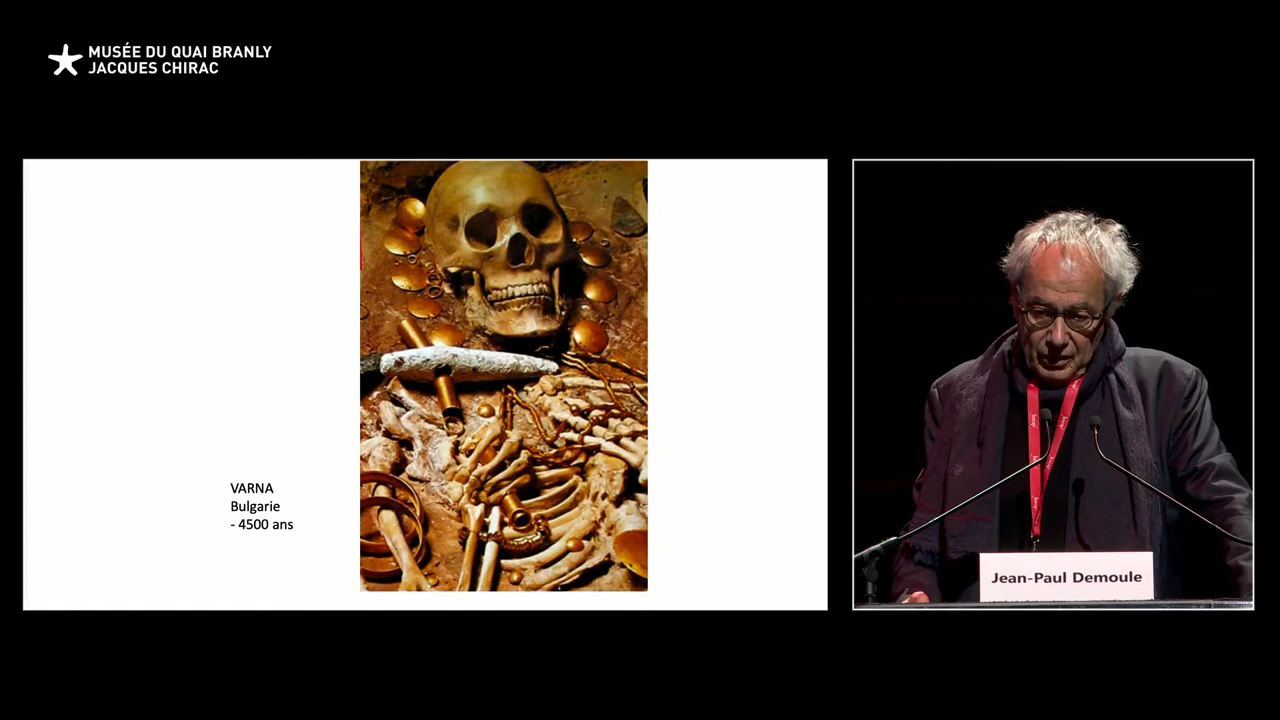 MUSÉE DU QUAI BRANLY
JACQUES CHIRAC
VARNA
Bulgarie
- 4500 ans
Jean-Paul Demoule